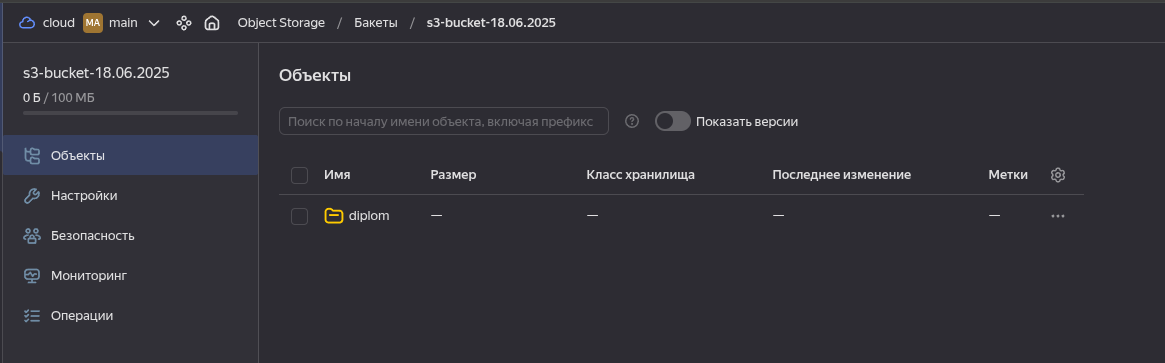 cloud MA main Object Storage / Бакеты / s3-bucket-18.06.2025
s3-bucket-18.06.2025
0 Б / 100 МБ
Объекты
Настройки
Безопасность
Мониторинг
Операции
Объекты
Поиск по началу имени объекта, включая префикс ? Показать версии
Имя Размер Класс хранилища Последнее изменение Метки
diplom — — — — ...